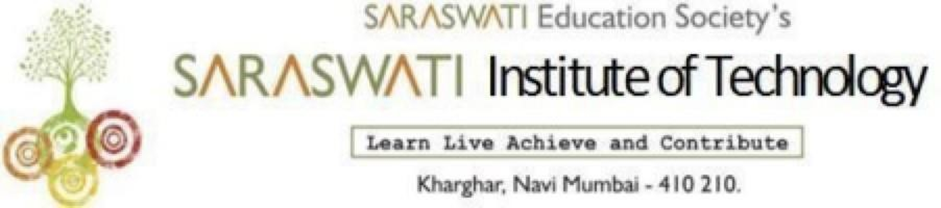 SARASWATI Education Society's
SARASWATI Institute of Technology
Learn Live Achieve and Contribute
Kharghar, Navi Mumbai - 410 210.